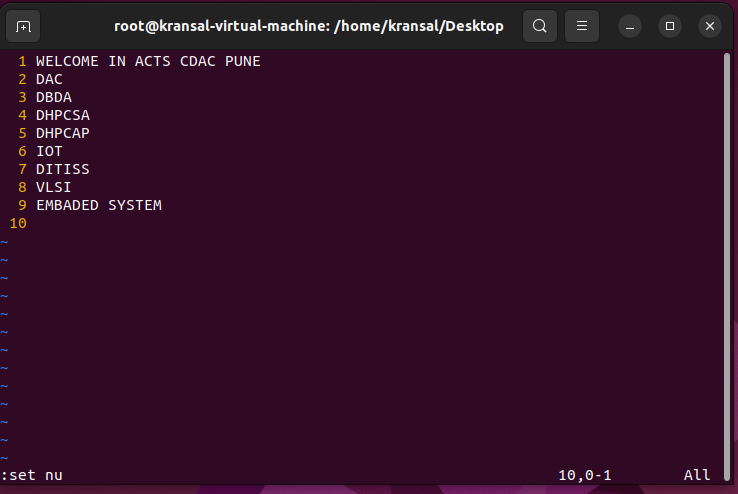 root@kransal-virtual-machine: /home/kransal/Desktop
1 WELCOME IN ACTS CDAC PUNE
2 DAC
3 DBDA
4 DHPCSA
5 DHPCAP
6 IOT
7 DITISS
8 VLSI
9 EMBADED SYSTEM
10
~
~
~
~
~
~
~
~
~
~
~
~
~
:set nu 10,0-1 All